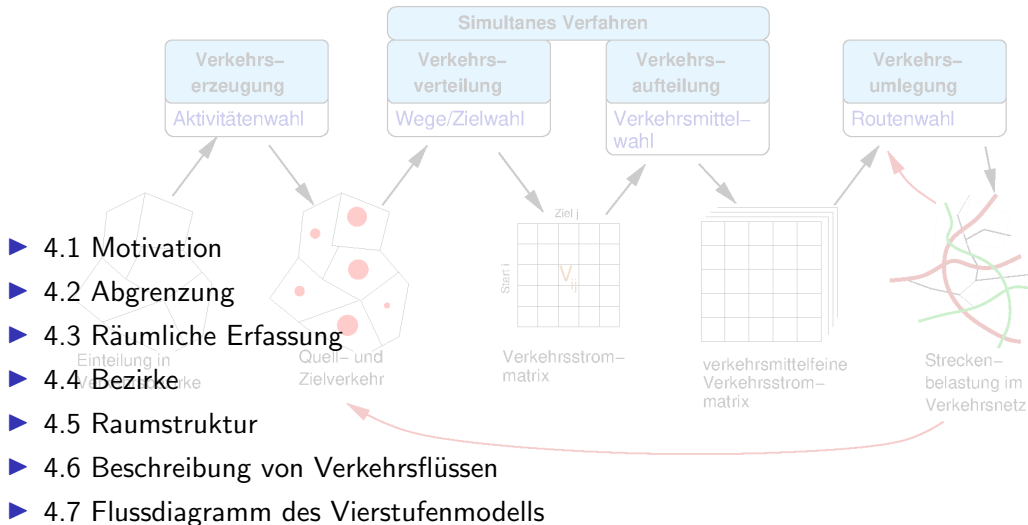 Simultanes Verfahren
Verkehrs–
erzeugung
Aktivitätenwahl
Verkehrs–
verteilung
Wege/Zielwahl
Verkehrs–
aufteilung
Verkehrsmittel–
wahl
Verkehrs–
umlegung
Routenwahl
Ziel j
Start i
V ij
Einteilung in
Verkehrsbezirke
Quell– und
Zielverkehr
Verkehrsstrom–
matrix
verkehrsmittelfeine
Verkehrsstrom–
matrix
Strecken–
belastung im
Verkehrsnetz
4.1 Motivation
4.2 Abgrenzung
4.3 Räumliche Erfassung
4.4 Bezirke
4.5 Raumstruktur
4.6 Beschreibung von Verkehrsflüssen
4.7 Flussdiagramm des Vierstufenmodells